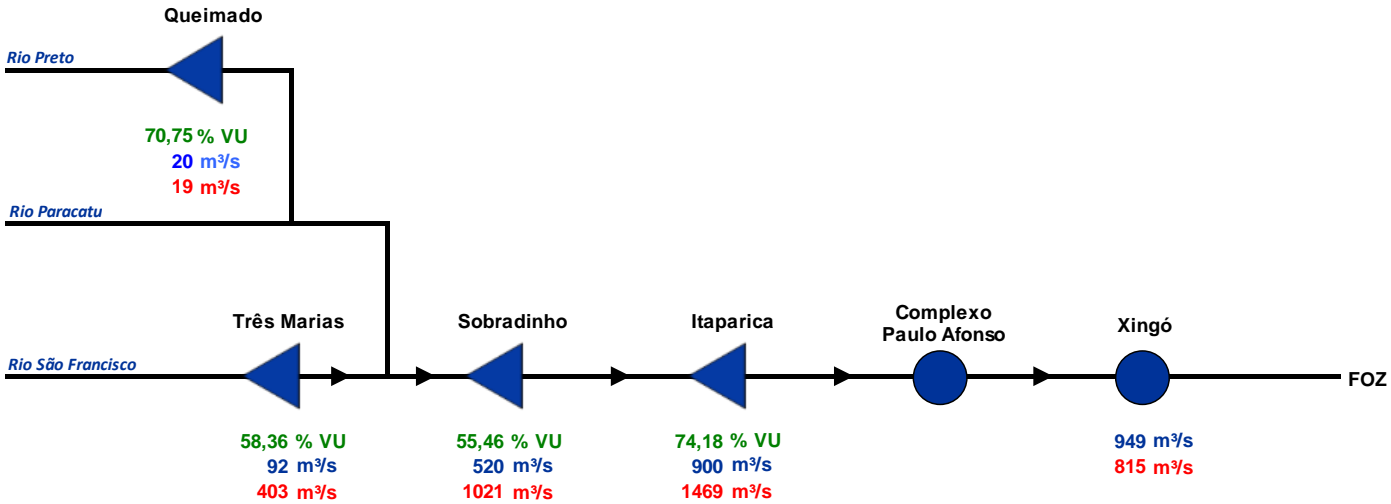 Queimado
Rio Preto
70,75 % VU
20 m³/s
19 m³/s
Rio Paracatu
Três Marias
Sobradinho
Itaparica
Complexo
Paulo Afonso
Xingó
Rio São Francisco
FOZ
58,36 % VU
92 m³/s
403 m³/s
55,46 % VU
520 m³/s
1021 m³/s
74,18 % VU
900 m³/s
1469 m³/s
949 m³/s
815 m³/s